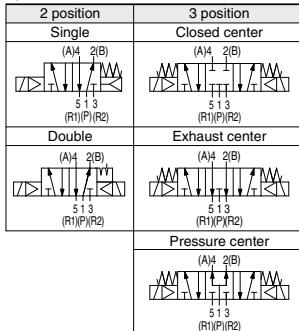 2 position
3 position
Single
Closed center
(A)4 2(B)
(A)4 2(B)
5 1 3
(R1)(P)(R2)
5 1 3
(R1)(P)(R2)
Double
Exhaust center
(A)4 2(B)
(A)4 2(B)
5 1 3
(R1)(P)(R2)
5 1 3
(R1)(P)(R2)
Pressure center
(A)4 2(B)
5 1 3
(R1)(P)(R2)